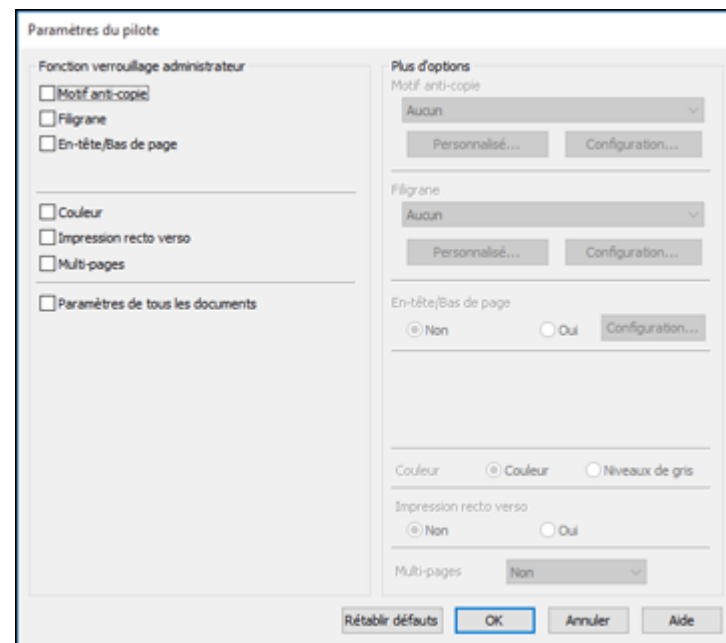 Paramètres du pilote
Fonction verrouillage administrateur
Motif anti-copie
Filigrane
En-tête/Bas de page
Couleur
Impression recto verso
Multi-pages
Paramètres de tous les documents
Plus d'options
Motif anti-copie
Aucun
Personnalisé... Configuration...
Filigrane
Aucun
Personnalisé... Configuration...
En-tête/Bas de page
Non Oui Configuration...
Couleur Couleur Niveaux de gris
Impression recto verso
Non Oui
Multi-pages Non
Rétablir défauts OK Annuler Aide